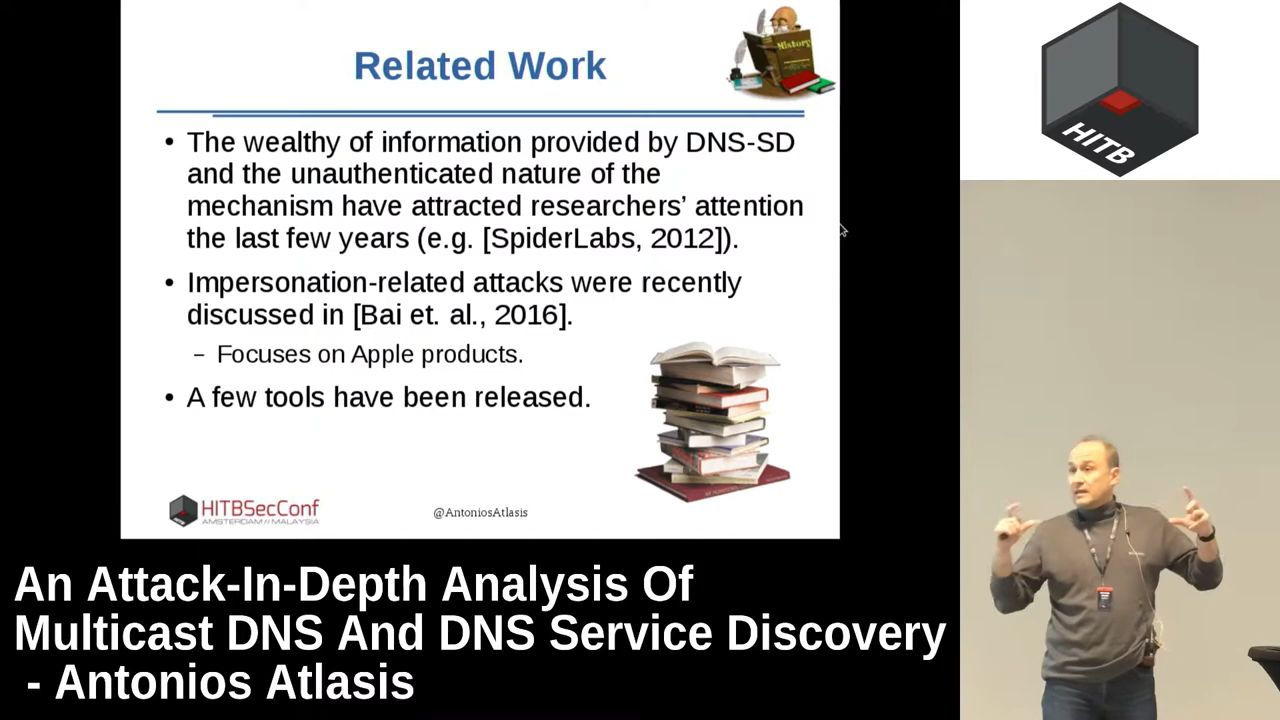 Related Work
History
• The wealthy of information provided by DNS-SD
and the unauthenticated nature of the
mechanism have attracted researchers’ attention
the last few years (e.g. [SpiderLabs, 2012]).
• Impersonation-related attacks were recently
discussed in [Bai et. al., 2016].
– Focuses on Apple products.
• A few tools have been released.
HITB
HITBSecConf
AMSTERDAM // MALAYSIA
@AntoniosAtlasis
An Attack-In-Depth Analysis Of
Multicast DNS And DNS Service Discovery
- Antonios Atlasis
HITB